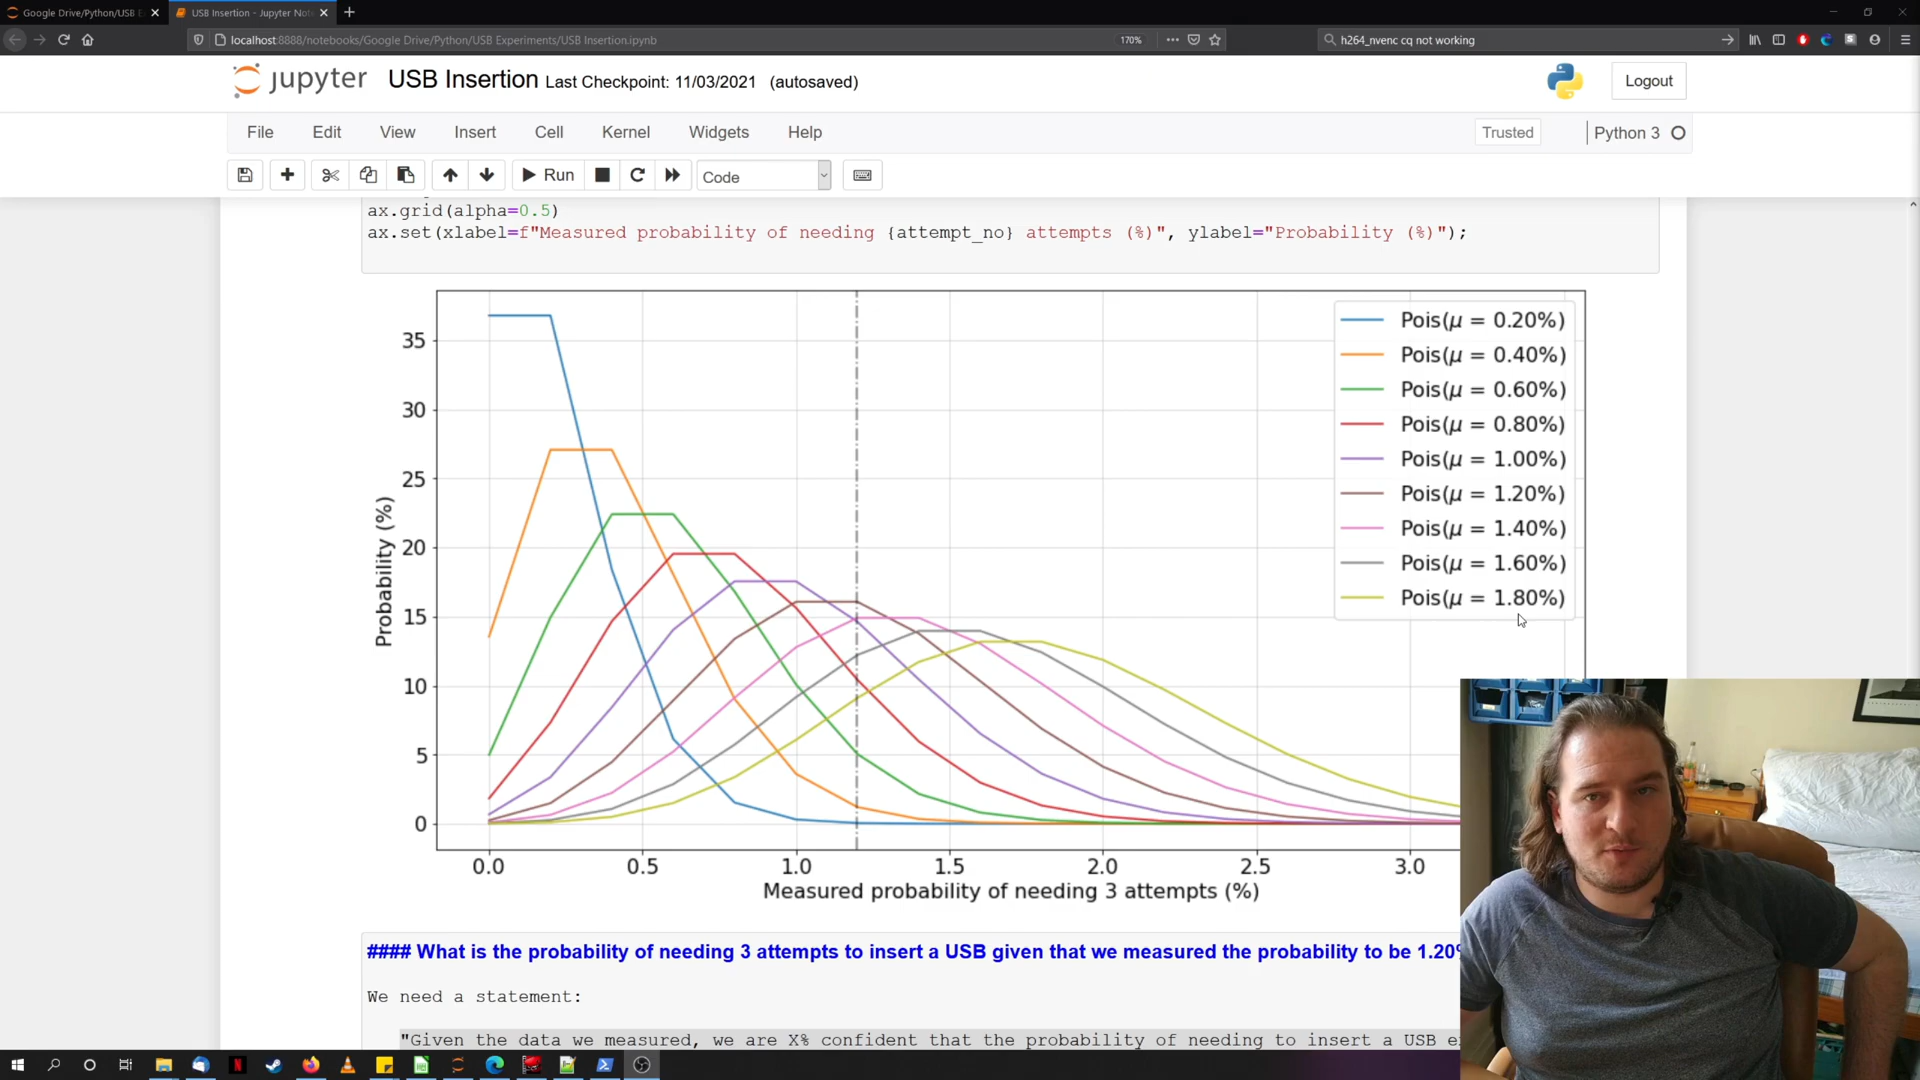 Google Drive/Python/USB E
USB Insertion - Jupyter Not
localhost:8888/notebooks/Google Drive/Python/USB Experiments/USB Insertion.ipynb
170%
h264_nvenc cq not working
jupyter
USB Insertion Last Checkpoint: 11/03/2021 (autosaved)
Logout
File Edit View Insert Cell Kernel Widgets Help
Trusted
Python 3
Run
Code
ax.grid(alpha=0.5)
ax.set(xlabel=f"Measured probability of needing {attempt_no} attempts (%)", ylabel="Probability (%)");
Pois(μ = 0.20%)
Pois(μ = 0.40%)
Pois(μ = 0.60%)
Pois(μ = 0.80%)
Pois(μ = 1.00%)
Pois(μ = 1.20%)
Pois(μ = 1.40%)
Pois(μ = 1.60%)
Pois(μ = 1.80%)
35
30
25
20
15
10
5
0
Probability (%)
0.0 0.5 1.0 1.5 2.0 2.5 3.0
Measured probability of needing 3 attempts (%)
#### What is the probability of needing 3 attempts to insert a USB given that we measured the probability to be 1.20%
We need a statement:
"Given the data we measured, we are X% confident that the probability of needing to insert a USB e